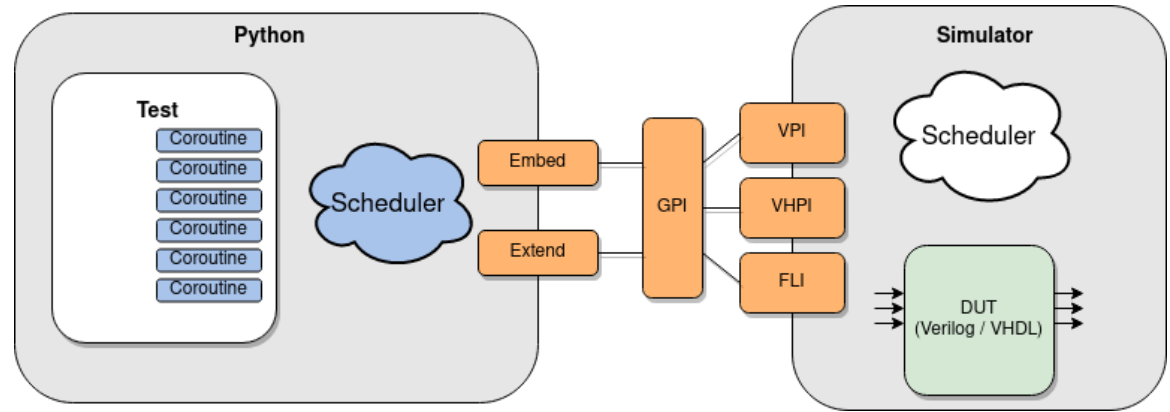 Python
Test
Coroutine
Coroutine
Coroutine
Coroutine
Coroutine
Coroutine
Scheduler
Embed
Extend
GPI
VPI
VHPI
FLI
Simulator
Scheduler
DUT
(Verilog / VHDL)